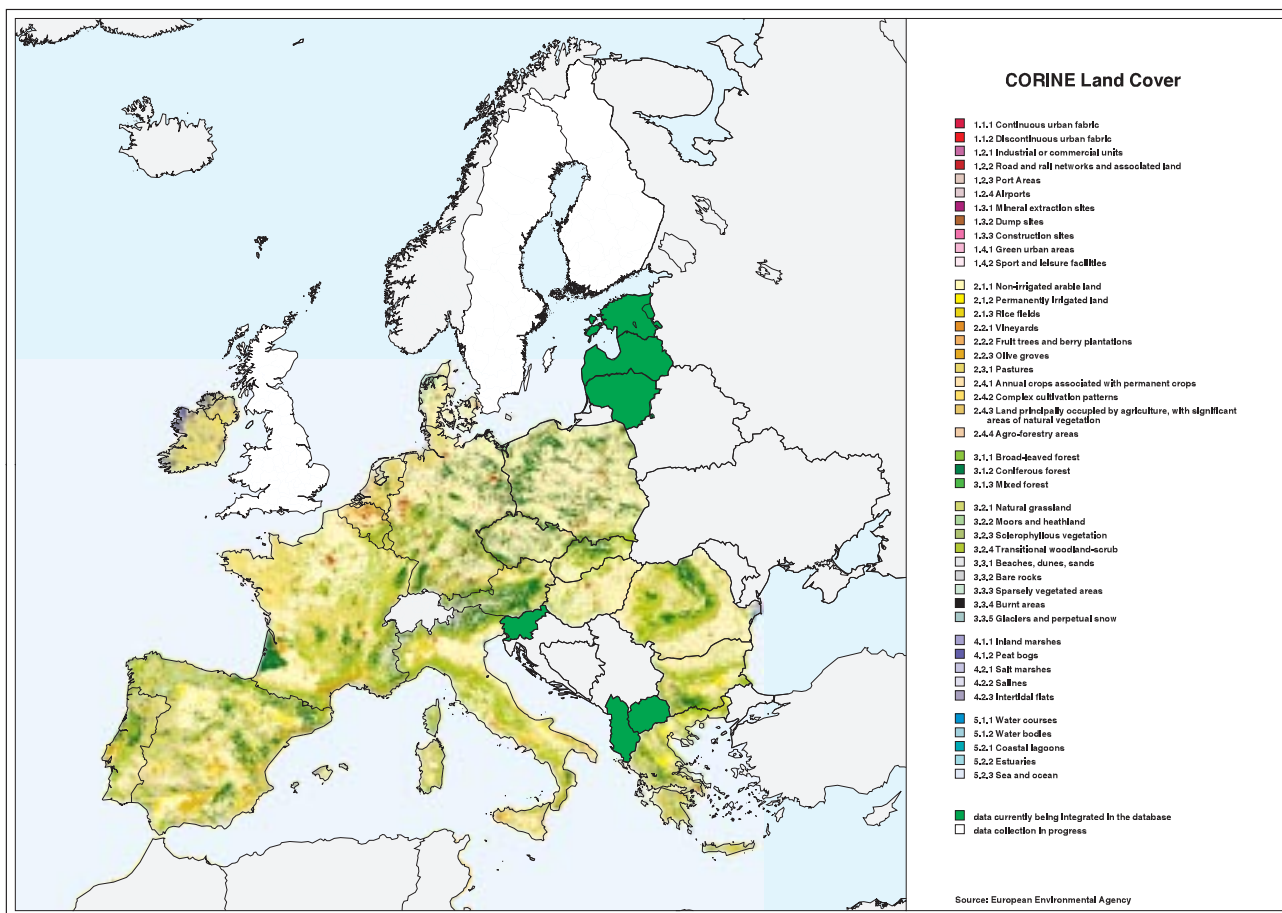 CORINE Land Cover
1.1.1 Continuous urban fabric
1.1.2 Discontinuous urban fabric
1.2.1 Industrial or commercial units
1.2.2 Road and rail networks and associated land
1.2.3 Port Areas
1.2.4 Airports
1.3.1 Mineral extraction sites
1.3.2 Dump sites
1.3.3 Construction sites
1.4.1 Green urban areas
1.4.2 Sport and leisure facilities
2.1.1 Non-irrigated arable land
2.1.2 Permanently irrigated land
2.1.3 Rice fields
2.2.1 Vineyards
2.2.2 Fruit trees and berry plantations
2.2.3 Olive groves
2.3.1 Pastures
2.4.1 Annual crops associated with permanent crops
2.4.2 Complex cultivation patterns
2.4.3 Land principally occupied by agriculture, with significant
areas of natural vegetation
2.4.4 Agro-forestry areas
3.1.1 Broad-leaved forest
3.1.2 Coniferous forest
3.1.3 Mixed forest
3.2.1 Natural grassland
3.2.2 Moors and heathland
3.2.3 Sclerophyllous vegetation
3.2.4 Transitional woodland-scrub
3.3.1 Beaches, dunes, sands
3.3.2 Bare rocks
3.3.3 Sparsely vegetated areas
3.3.4 Burnt areas
3.3.5 Glaciers and perpetual snow
4.1.1 Inland marshes
4.1.2 Peat bogs
4.2.1 Salt marshes
4.2.2 Salines
4.2.3 Intertidal flats
5.1.1 Water courses
5.1.2 Water bodies
5.2.1 Coastal lagoons
5.2.2 Estuaries
5.2.3 Sea and ocean
data currently being integrated in the database
data collection in progress
Source: European Environmental Agency